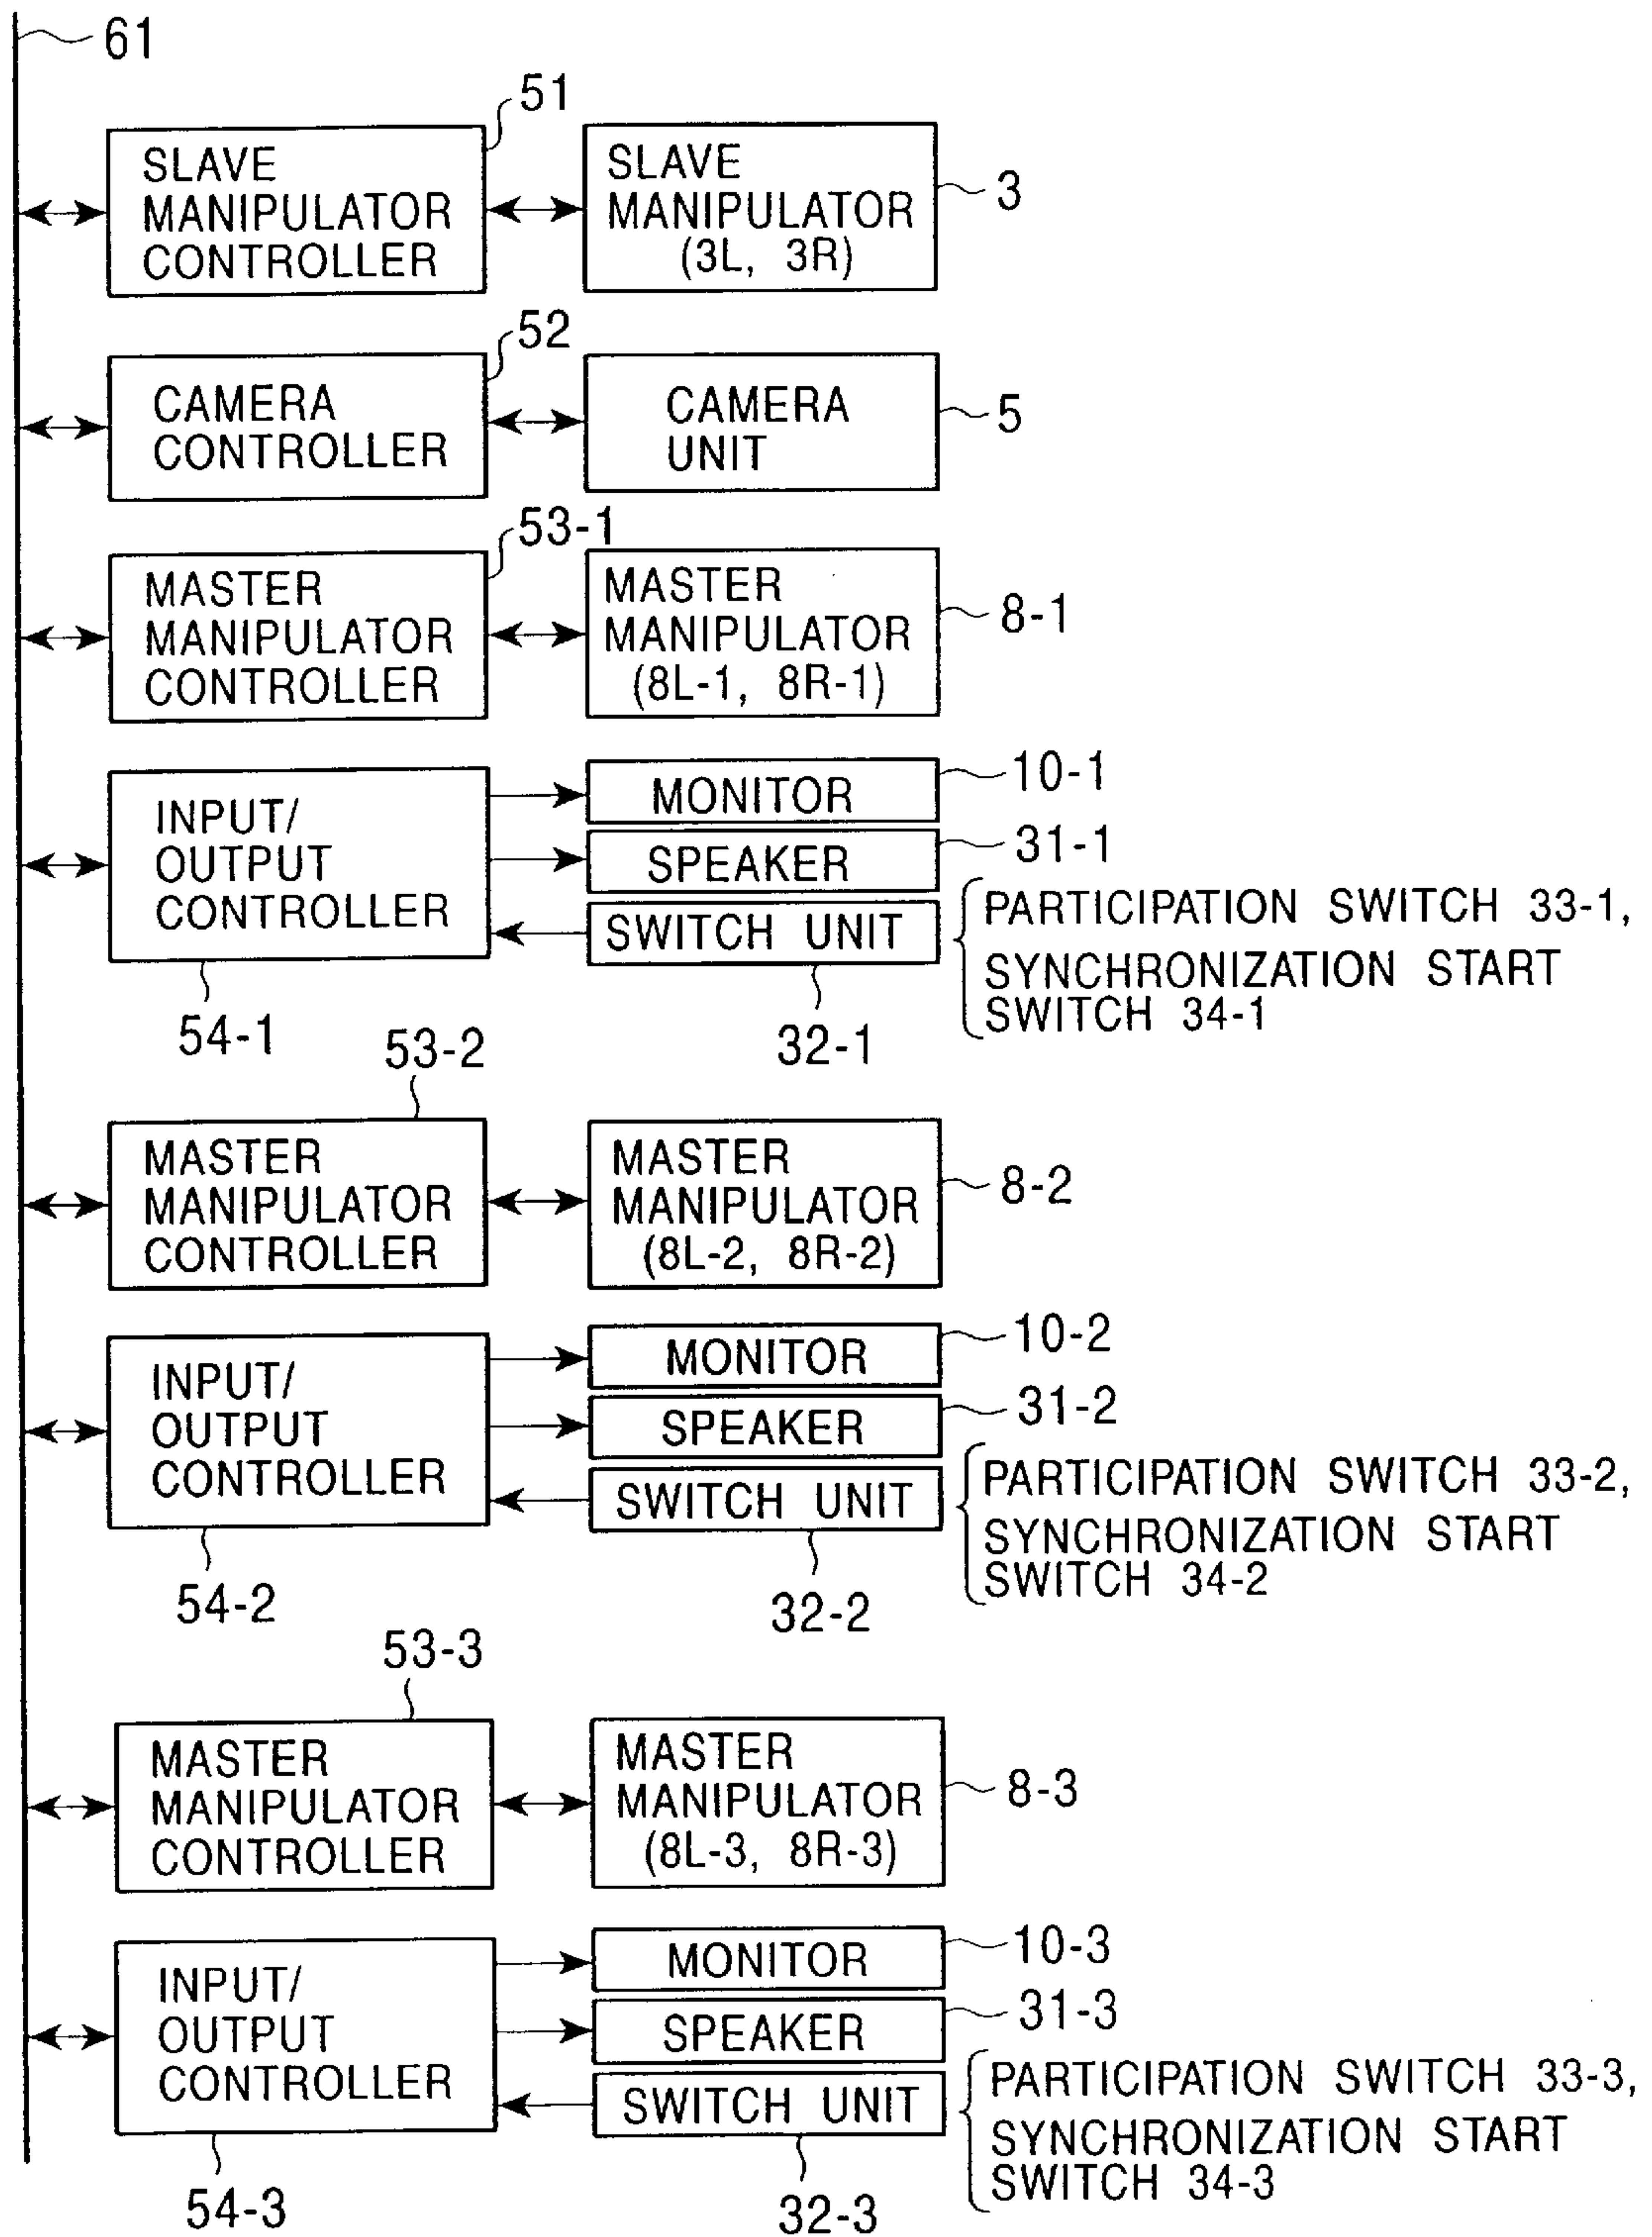 61
51
SLAVE
MANIPULATOR
CONTROLLER
SLAVE
MANIPULATOR
(3L, 3R)
3
52
CAMERA
CONTROLLER
CAMERA
UNIT
5
53-1
MASTER
MANIPULATOR
CONTROLLER
MASTER
MANIPULATOR
(8L-1, 8R-1)
8-1
INPUT/
OUTPUT
CONTROLLER
54-1
MONITOR
10-1
SPEAKER
31-1
SWITCH UNIT
32-1
PARTICIPATION SWITCH 33-1,
SYNCHRONIZATION START
SWITCH 34-1
53-2
MASTER
MANIPULATOR
CONTROLLER
MASTER
MANIPULATOR
(8L-2, 8R-2)
8-2
INPUT/
OUTPUT
CONTROLLER
54-2
MONITOR
10-2
SPEAKER
31-2
SWITCH UNIT
32-2
PARTICIPATION SWITCH 33-2,
SYNCHRONIZATION START
SWITCH 34-2
53-3
MASTER
MANIPULATOR
CONTROLLER
MASTER
MANIPULATOR
(8L-3, 8R-3)
8-3
INPUT/
OUTPUT
CONTROLLER
54-3
MONITOR
10-3
SPEAKER
31-3
SWITCH UNIT
32-3
PARTICIPATION SWITCH 33-3,
SYNCHRONIZATION START
SWITCH 34-3